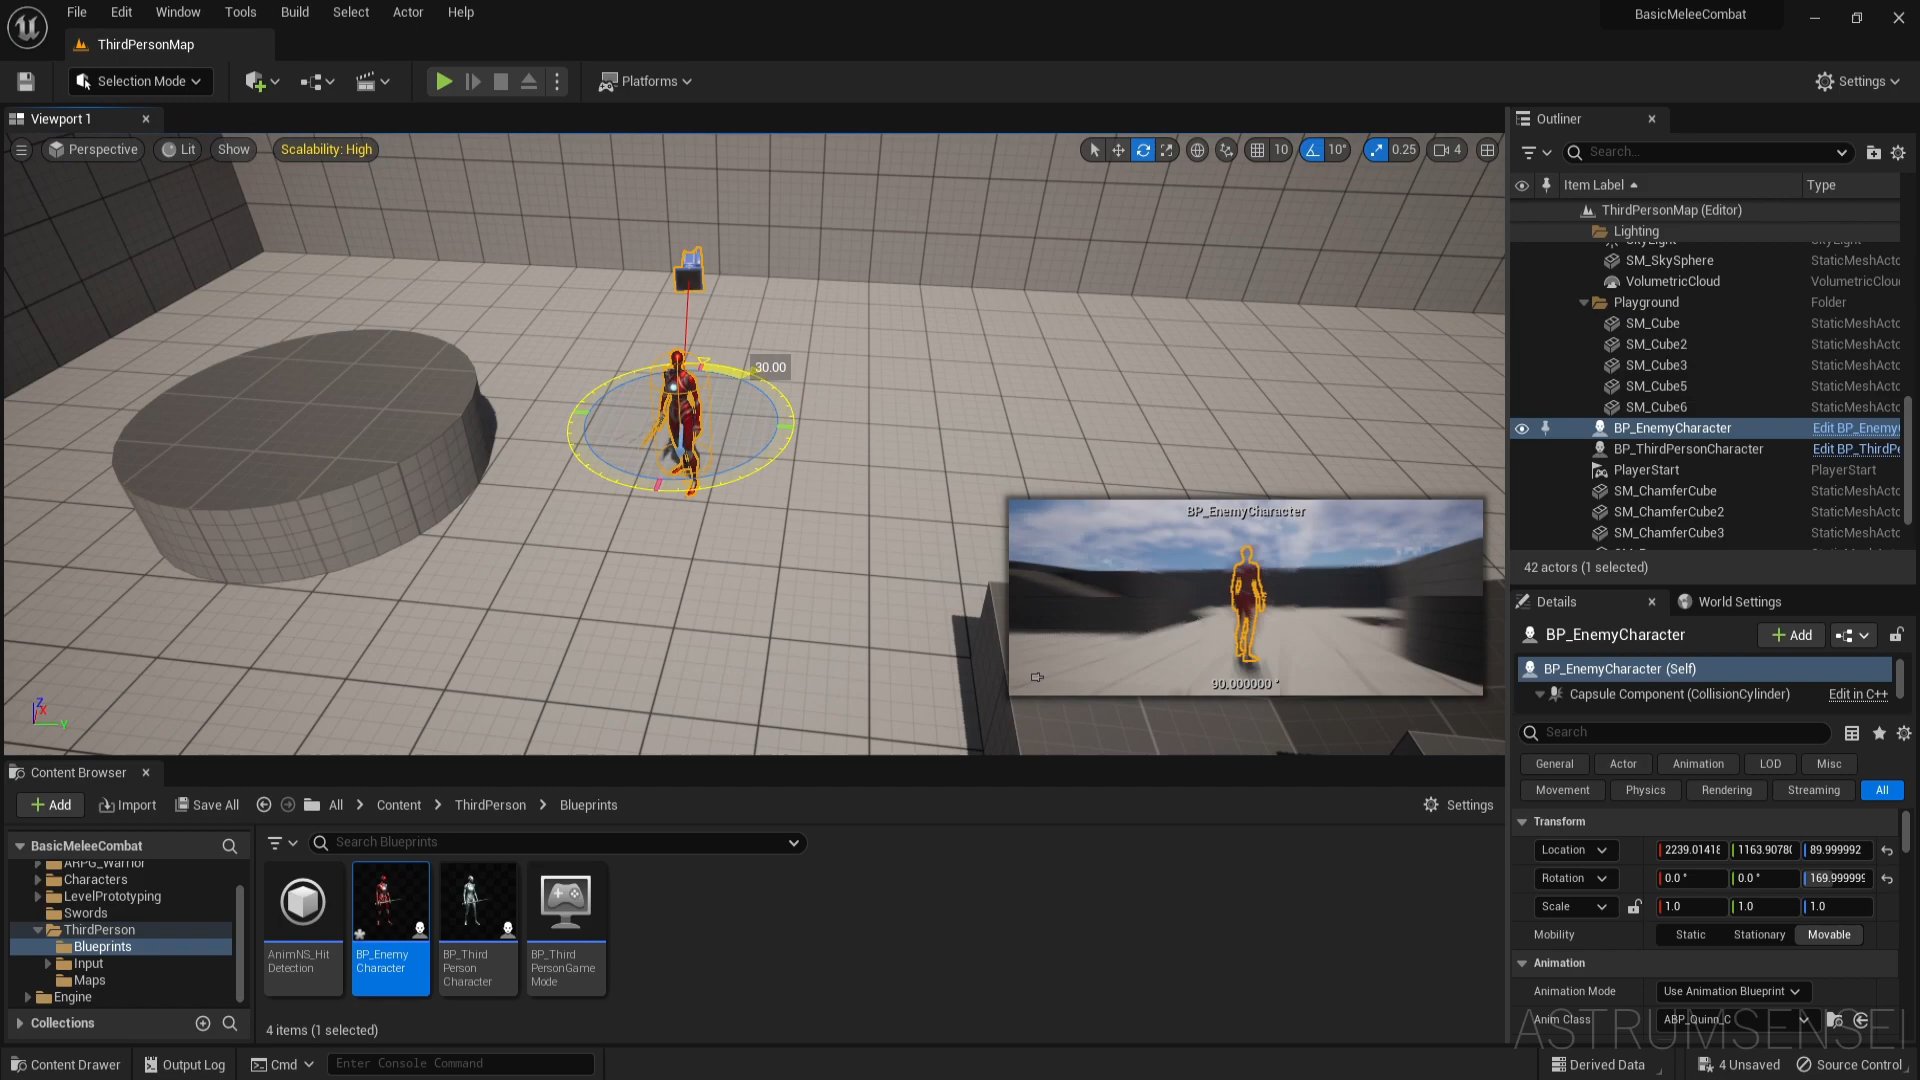 File Edit Window Tools Build Select Actor Help
BasicMeleeCombat
ThirdPersonMap
Selection Mode
Platforms
Settings
Viewport 1
Perspective Lit Show Scalability: High
10 10° 0.25 4
30.00
BP_EnemyCharacter
90.000000 °
Z X Y
Outliner
Search...
Item Label Type
ThirdPersonMap (Editor)
Lighting
SkyLight SkyLight
SM_SkySphere StaticMeshActo
VolumetricCloud VolumetricClou
Playground Folder
SM_Cube StaticMeshActo
SM_Cube2 StaticMeshActo
SM_Cube3 StaticMeshActo
SM_Cube5 StaticMeshActo
SM_Cube6 StaticMeshActo
BP_EnemyCharacter Edit BP_Enemy
BP_ThirdPersonCharacter Edit BP_ThirdPe
PlayerStart PlayerStart
SM_ChamferCube StaticMeshActo
SM_ChamferCube2 StaticMeshActo
SM_ChamferCube3 StaticMeshActo
42 actors (1 selected)
Details World Settings
BP_EnemyCharacter Add
BP_EnemyCharacter (Self)
Capsule Component (CollisionCylinder) Edit in C++
Search
General Actor Animation LOD Misc
Movement Physics Rendering Streaming All
Transform
Location 2239.01418 1163.9078 89.999992
Rotation 0.0 ° 0.0 ° 169.99999
Scale 1.0 1.0 1.0
Mobility Static Stationary Movable
Animation
Animation Mode Use Animation Blueprint
Anim Class ABP_Quinn_C
ASTRUMSENSEI
Content Browser
Add Import Save All All Content ThirdPerson Blueprints Settings
BasicMeleeCombat
ARPG_Warrior
Characters
LevelPrototyping
Swords
ThirdPerson
Blueprints
Input
Maps
Engine
Collections
Search Blueprints
AnimNS_Hit
Detection
BP_Enemy
Character
BP_Third
Person
Character
BP_Third
PersonGame
Mode
4 items (1 selected)
Content Drawer Output Log Cmd Enter Console Command
Derived Data 4 Unsaved Source Control